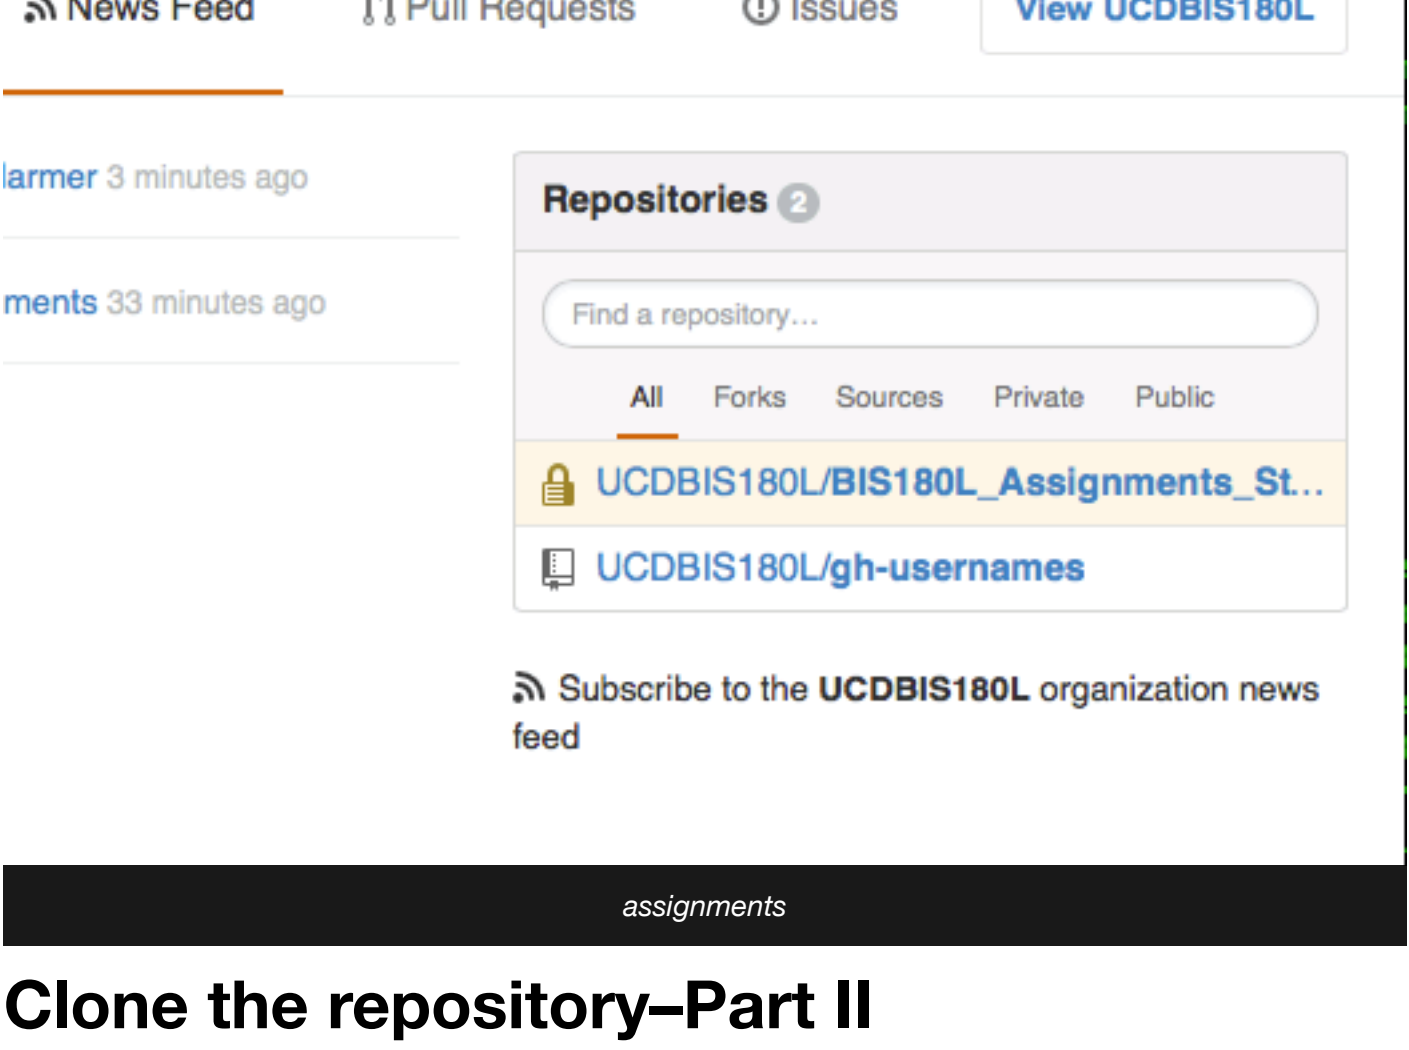 News Feed Pull Requests Issues View UCDBIS180L
larmer 3 minutes ago
Repositories 2
ments 33 minutes ago
Find a repository…
All Forks Sources Private Public
UCDBIS180L/BIS180L_Assignments_St…
UCDBIS180L/gh-usernames
Subscribe to the UCDBIS180L organization news
feed
assignments
Clone the repository–Part II